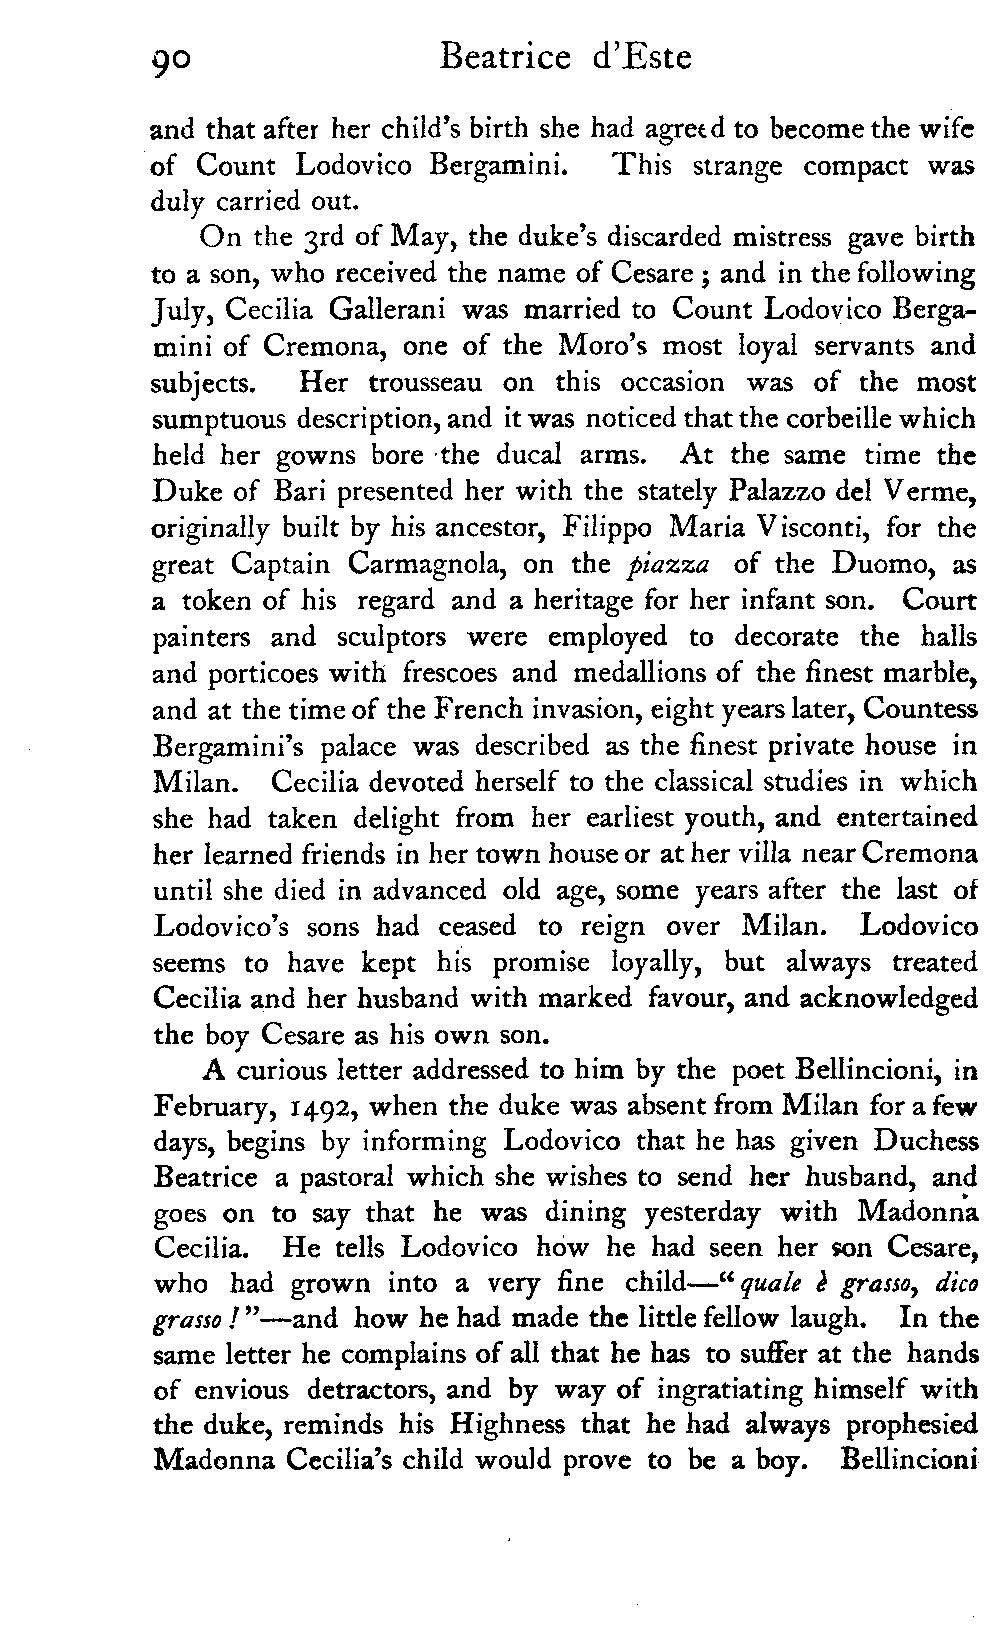 90 Beatrice d'Este
and that after her child's birth she had agreed to become the wife
of Count Lodovico Bergamini. This strange compact was
duly carried out.
On the 3rd of May, the duke's discarded mistress gave birth
to a son, who received the name of Cesare ; and in the following
July, Cecilia Gallerani was married to Count Lodovico Berga-
mini of Cremona, one of the Moro's most loyal servants and
subjects. Her trousseau on this occasion was of the most
sumptuous description, and it was noticed that the corbeille which
held her gowns bore the ducal arms. At the same time the
Duke of Bari presented her with the stately Palazzo del Verme,
originally built by his ancestor, Filippo Maria Visconti, for the
great Captain Carmagnola, on the piazza of the Duomo, as
a token of his regard and a heritage for her infant son. Court
painters and sculptors were employed to decorate the halls
and porticoes with frescoes and medallions of the finest marble,
and at the time of the French invasion, eight years later, Countess
Bergamini's palace was described as the finest private house in
Milan. Cecilia devoted herself to the classical studies in which
she had taken delight from her earliest youth, and entertained
her learned friends in her town house or at her villa near Cremona
until she died in advanced old age, some years after the last of
Lodovico's sons had ceased to reign over Milan. Lodovico
seems to have kept his promise loyally, but always treated
Cecilia and her husband with marked favour, and acknowledged
the boy Cesare as his own son.
A curious letter addressed to him by the poet Bellincioni, in
February, 1492, when the duke was absent from Milan for a few
days, begins by informing Lodovico that he has given Duchess
Beatrice a pastoral which she wishes to send her husband, and
goes on to say that he was dining yesterday with Madonna
Cecilia. He tells Lodovico how he had seen her son Cesare,
who had grown into a very fine child—"quale è grasso, dico
grasso !"—and how he had made the little fellow laugh. In the
same letter he complains of all that he has to suffer at the hands
of envious detractors, and by way of ingratiating himself with
the duke, reminds his Highness that he had always prophesied
Madonna Cecilia's child would prove to be a boy. Bellincioni